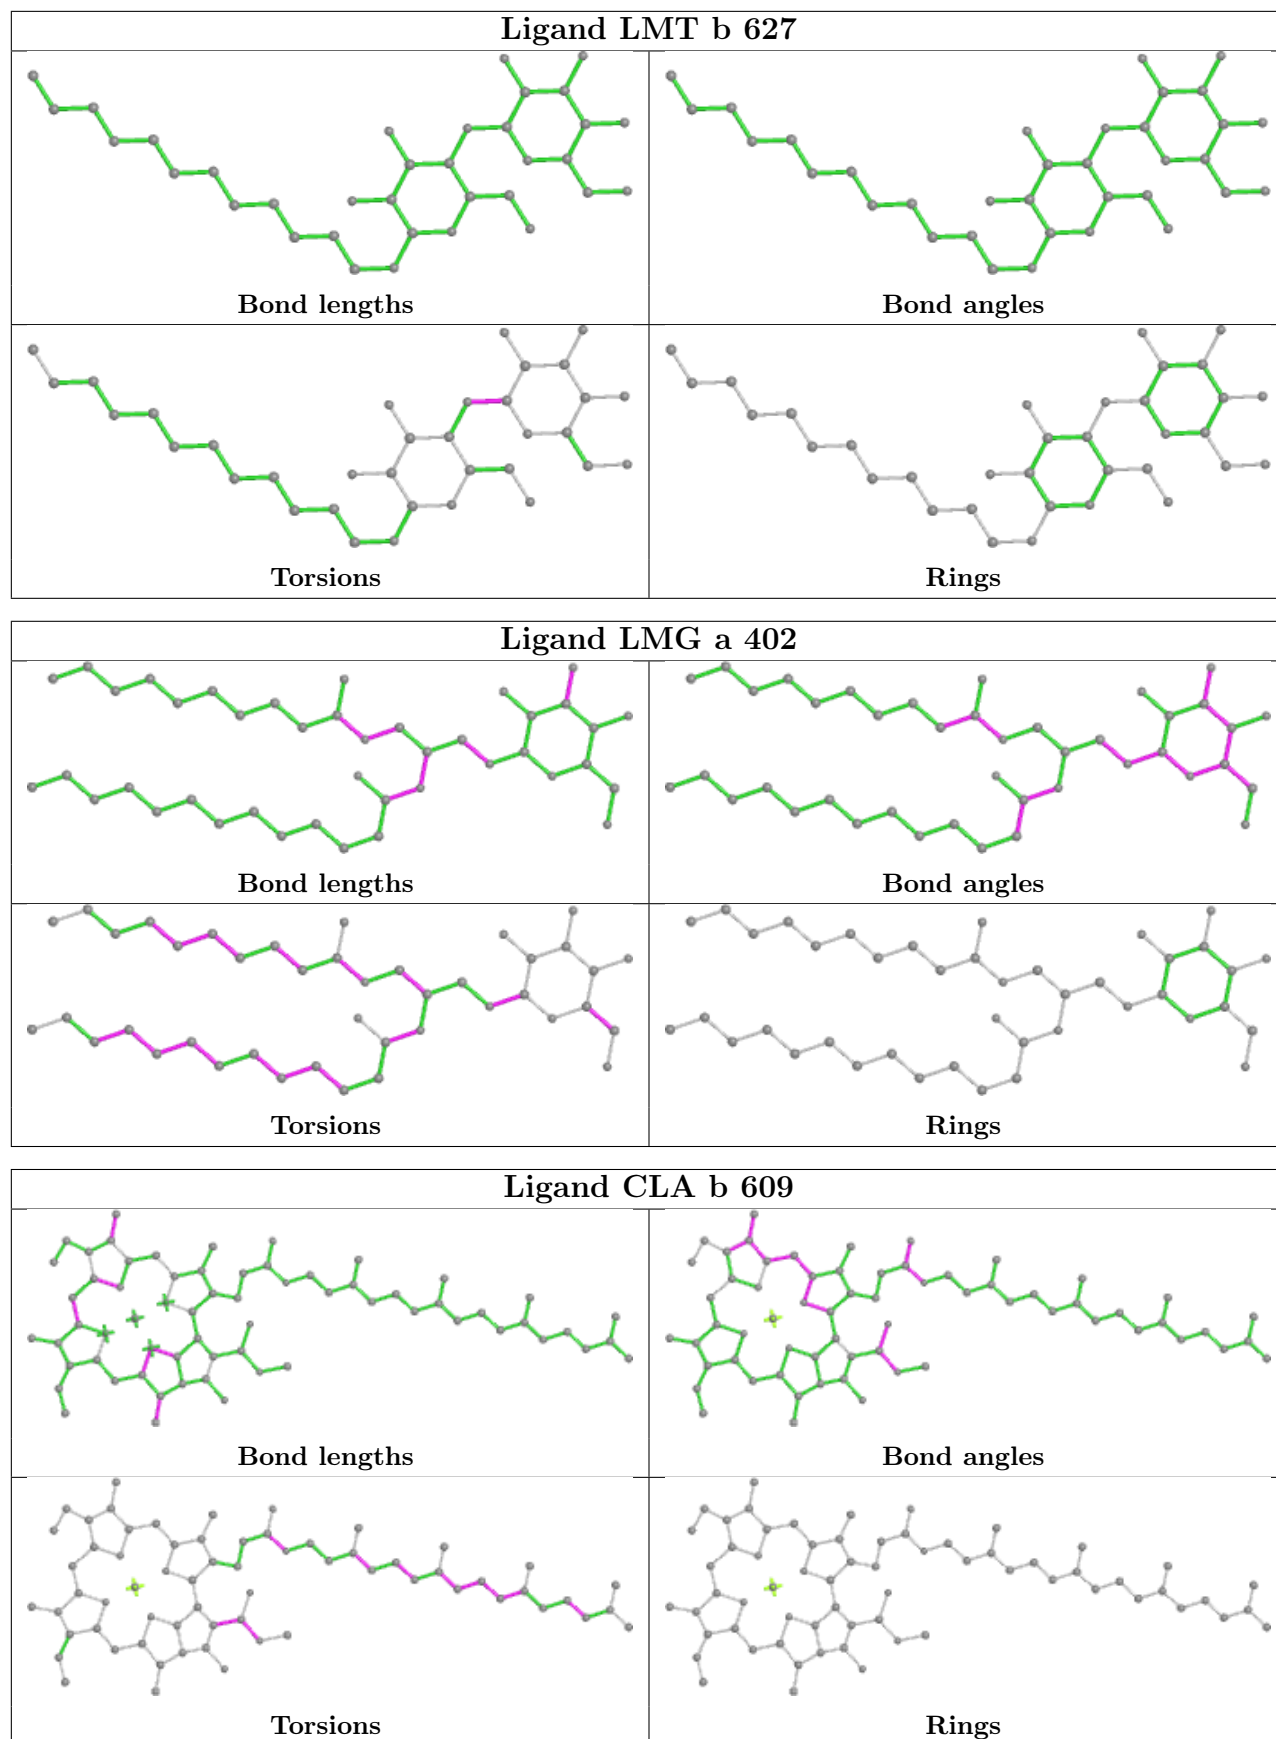 Ligand LMT b 627
Bond lengths
Bond angles
Torsions
Rings
Ligand LMG a 402
Bond lengths
Bond angles
Torsions
Rings
Ligand CLA b 609
Bond lengths
Bond angles
Torsions
Rings